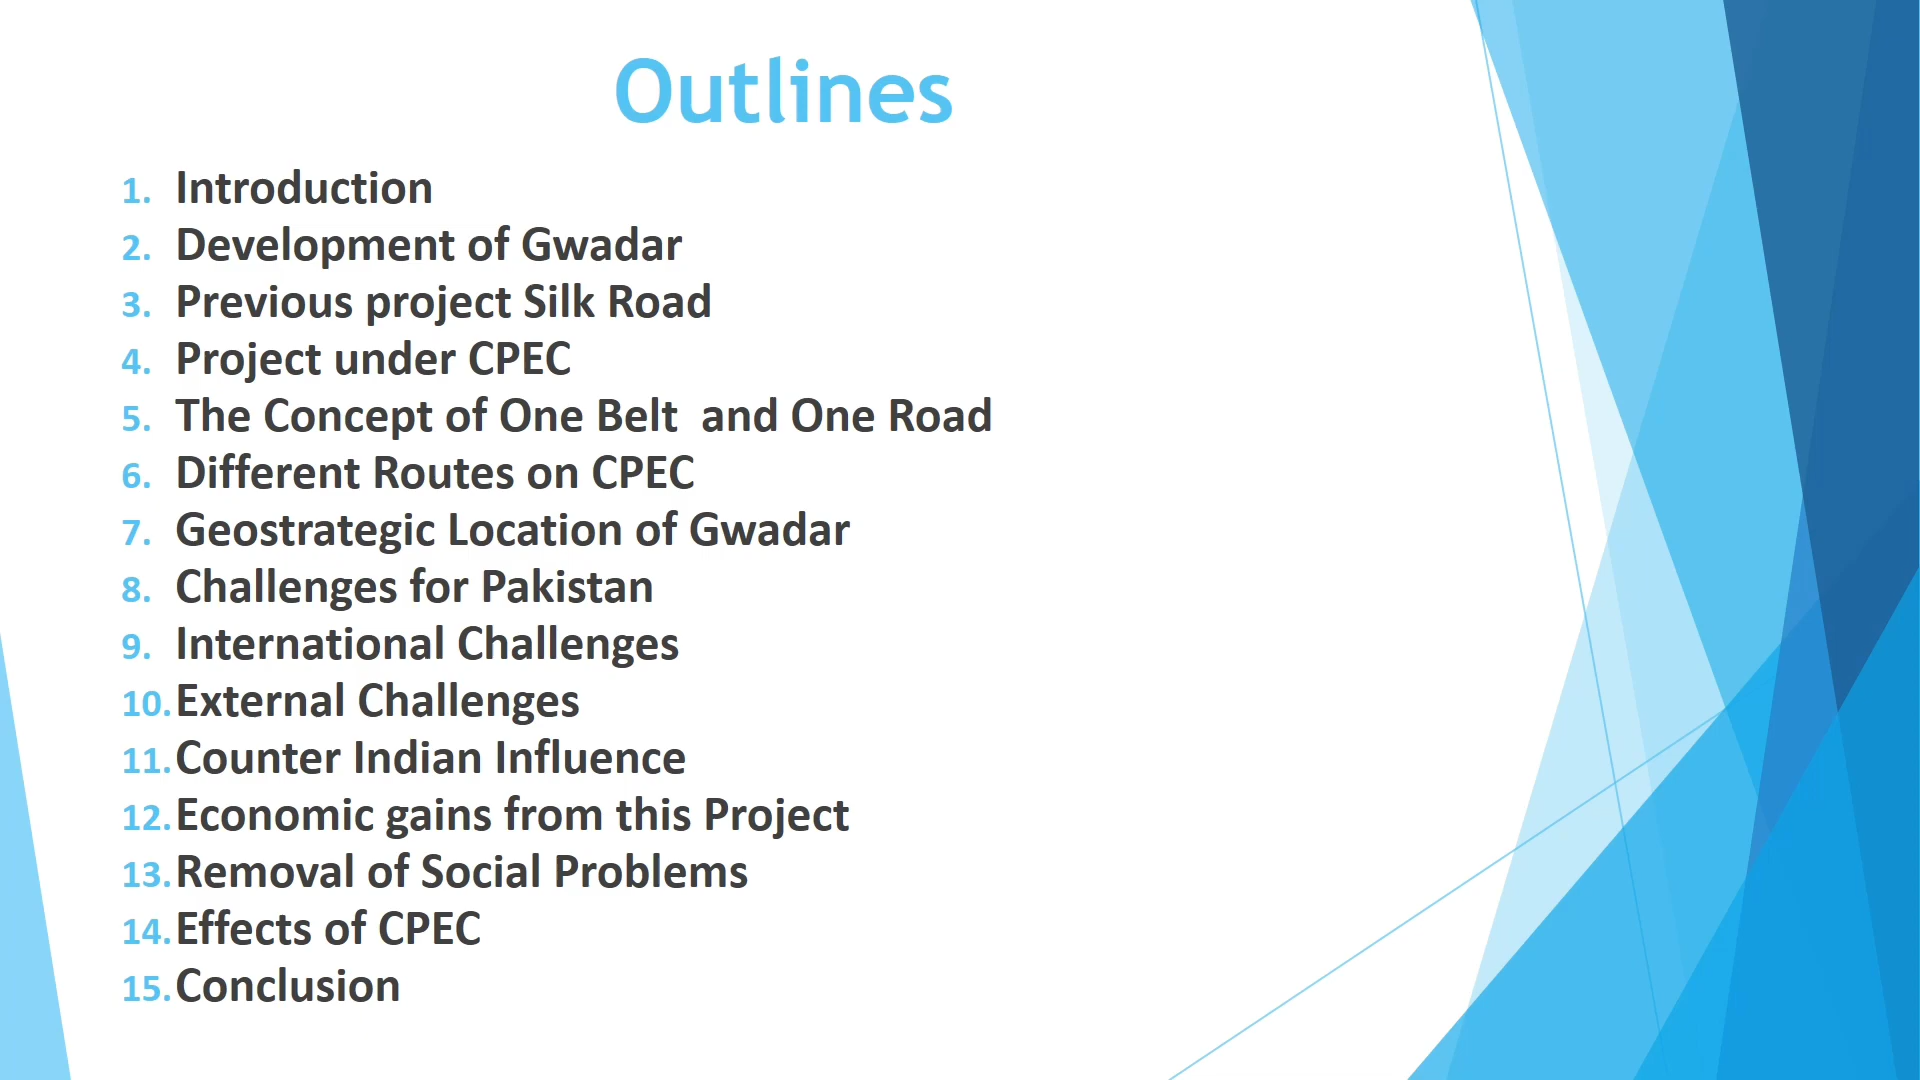 Outlines
1. Introduction
2. Development of Gwadar
3. Previous project Silk Road
4. Project under CPEC
5. The Concept of One Belt  and One Road
6. Different Routes on CPEC
7. Geostrategic Location of Gwadar
8. Challenges for Pakistan
9. International Challenges
10. External Challenges
11. Counter Indian Influence
12. Economic gains from this Project
13. Removal of Social Problems
14. Effects of CPEC
15. Conclusion